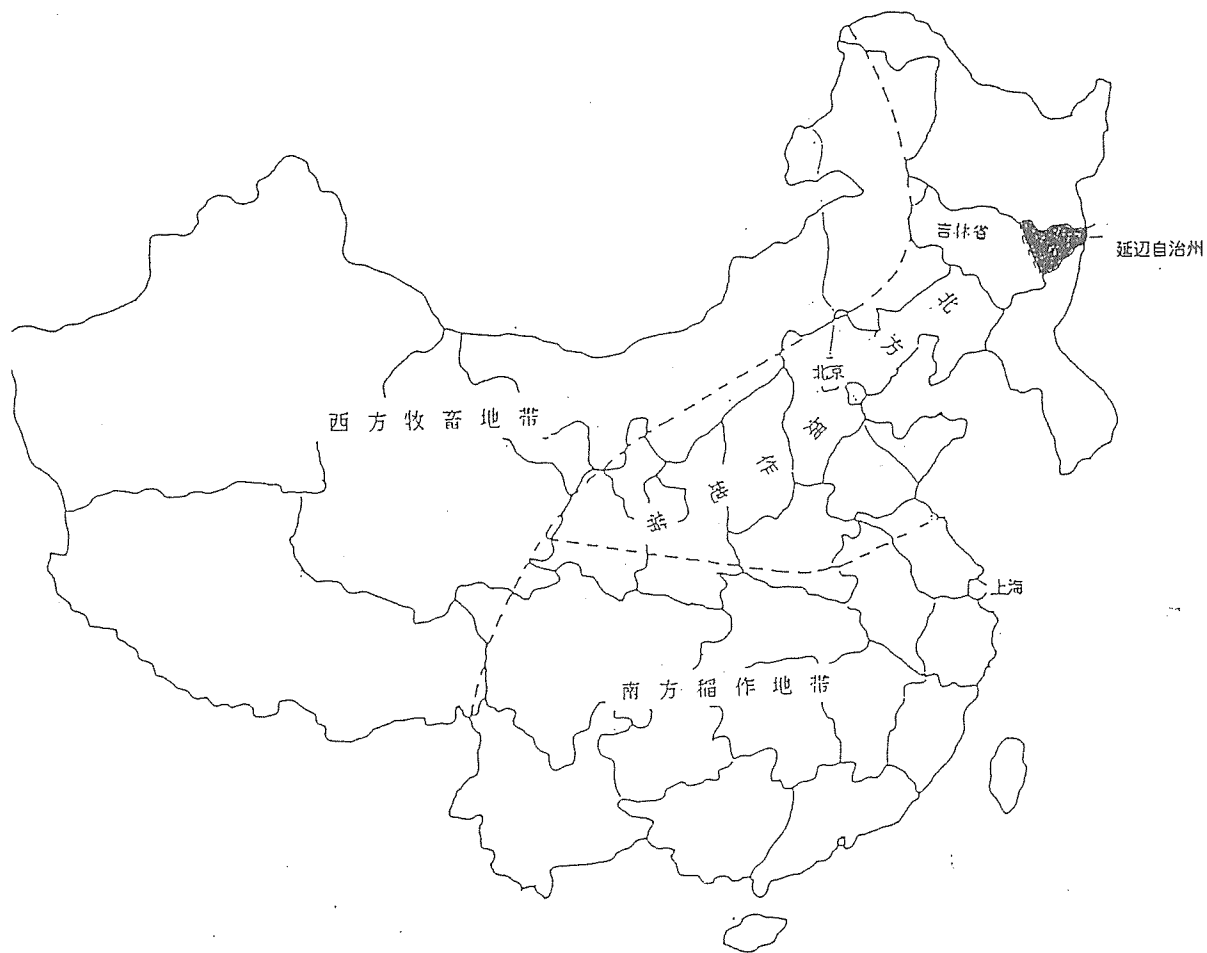 吉林省
延辺自治州
北方畑作地帯
北京
西方牧畜地帯
上海
南方稲作地帯